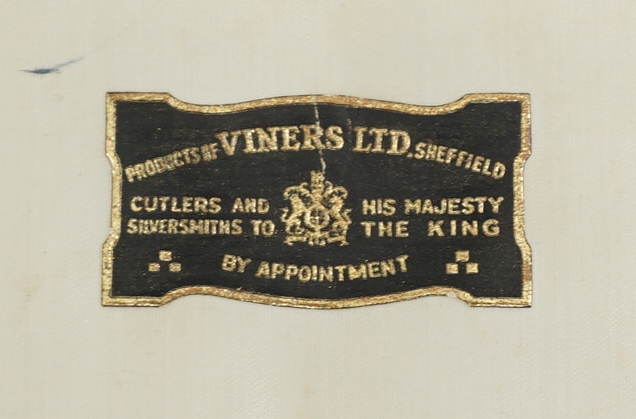 PRODUCTS OF VINERS LTD. SHEFFIELD
CUTLERS AND HIS MAJESTY
SILVERSMITHS TO THE KING
BY APPOINTMENT